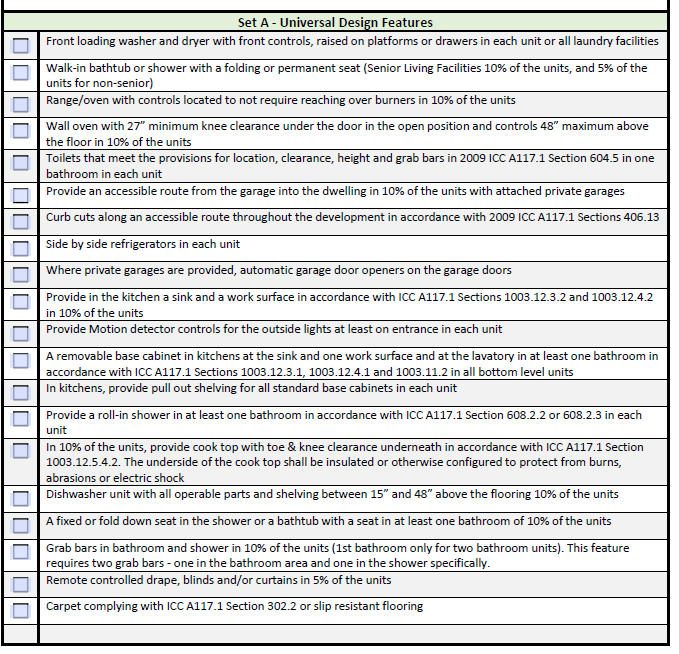 Set A - Universal Design Features
Front loading washer and dryer with front controls, raised on platforms or drawers in each unit or all laundry facilities
Walk-in bathtub or shower with a folding or permanent seat (Senior Living Facilities 10% of the units, and 5% of the
units for non-senior)
Range/oven with controls located to not require reaching over burners in 10% of the units
Wall oven with 27” minimum knee clearance under the door in the open position and controls 48” maximum above
the floor in 10% of the units
Toilets that meet the provisions for location, clearance, height and grab bars in 2009 ICC A117.1 Section 604.5 in one
bathroom in each unit
Provide an accessible route from the garage into the dwelling in 10% of the units with attached private garages
Curb cuts along an accessible route throughout the development in accordance with 2009 ICC A117.1 Sections 406.13
Side by side refrigerators in each unit
Where private garages are provided, automatic garage door openers on the garage doors
Provide in the kitchen a sink and a work surface in accordance with ICC A117.1 Sections 1003.12.3.2 and 1003.12.4.2
in 10% of the units
Provide Motion detector controls for the outside lights at least on entrance in each unit
A removable base cabinet in kitchens at the sink and one work surface and at the lavatory in at least one bathroom in
accordance with ICC A117.1 Sections 1003.12.3.1, 1003.12.4.1 and 1003.11.2 in all bottom level units
In kitchens, provide pull out shelving for all standard base cabinets in each unit
Provide a roll-in shower in at least one bathroom in accordance with ICC A117.1 Section 608.2.2 or 608.2.3 in each
unit
In 10% of the units, provide cook top with toe & knee clearance underneath in accordance with ICC A117.1 Section
1003.12.5.4.2. The underside of the cook top shall be insulated or otherwise configured to protect from burns,
abrasions or electric shock
Dishwasher unit with all operable parts and shelving between 15” and 48” above the flooring 10% of the units
A fixed or fold down seat in the shower or a bathtub with a seat in at least one bathroom of 10% of the units
Grab bars in bathroom and shower in 10% of the units (1st bathroom only for two bathroom units). This feature
requires two grab bars - one in the bathroom area and one in the shower specifically.
Remote controlled drape, blinds and/or curtains in 5% of the units
Carpet complying with ICC A117.1 Section 302.2 or slip resistant flooring